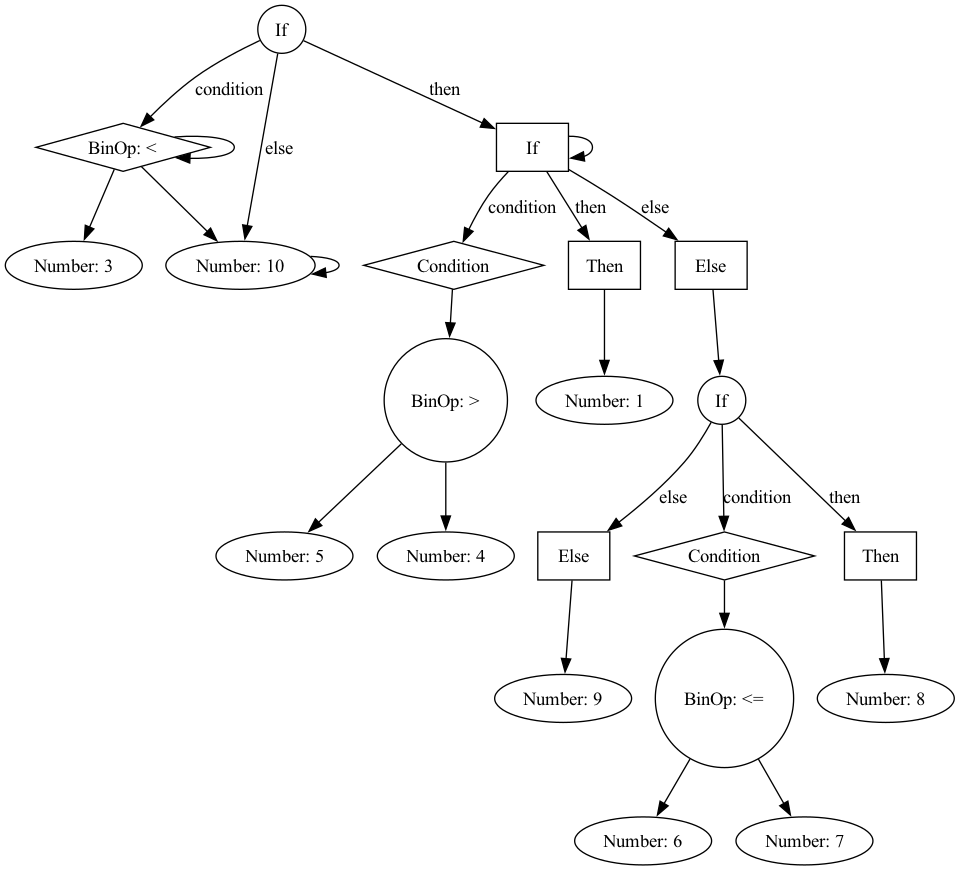 If
condition
then
BinOp: <
else
If
condition
then
else
Number: 3
Number: 10
Condition
Then
Else
BinOp: >
Number: 1
If
else
condition
then
Number: 5
Number: 4
Else
Condition
Then
Number: 9
BinOp: <=
Number: 8
Number: 6
Number: 7